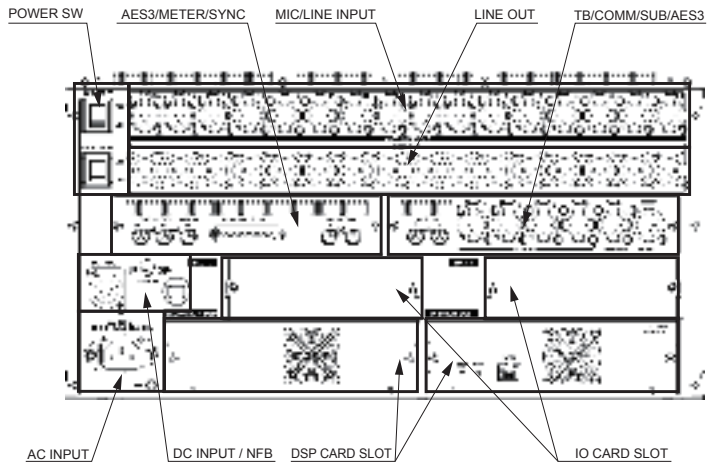 POWER SW
AES3/METER/SYNC
MIC/LINE INPUT
LINE OUT
TB/COMM/SUB/AES3
AC INPUT
DC INPUT / NFB
DSP CARD SLOT
IO CARD SLOT